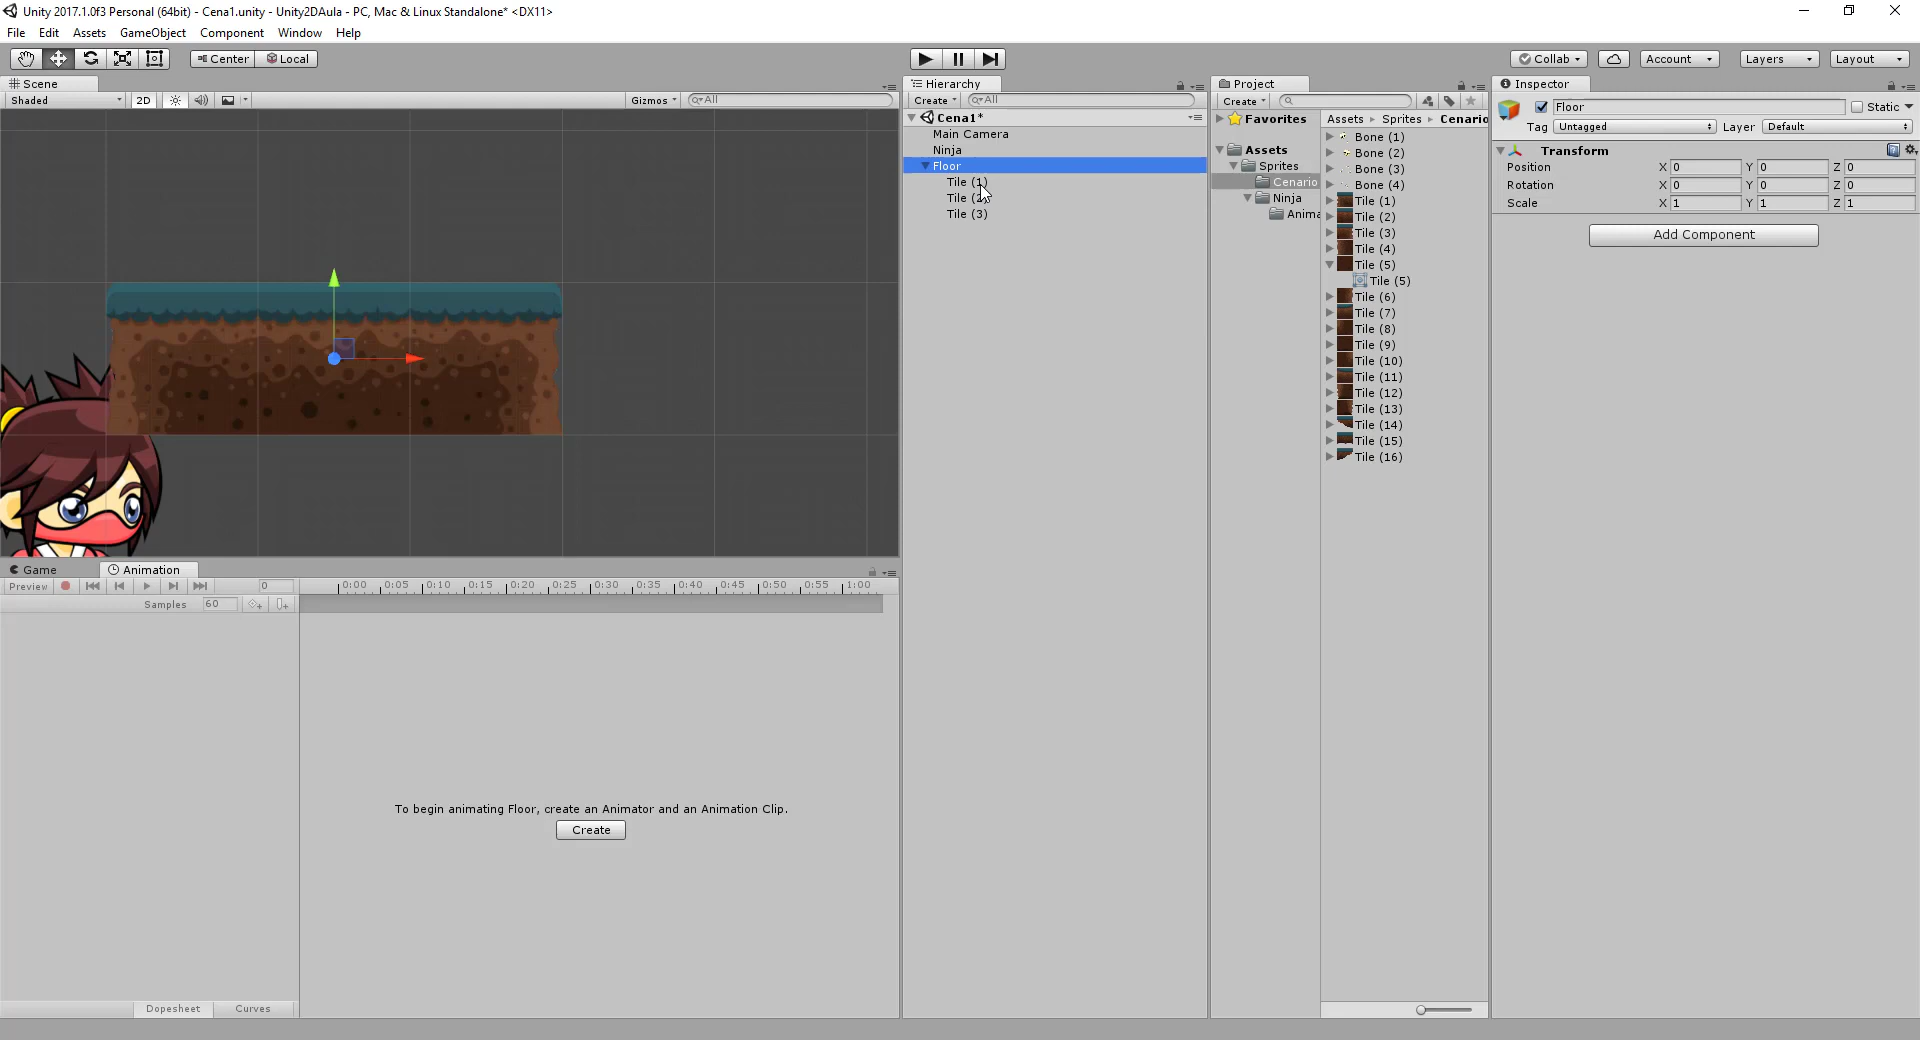 Unity 2017.1.0f3 Personal (64bit) - Cena1.unity - Unity2DAula - PC, Mac & Linux Standalone* <DX11>
File Edit Assets GameObject Component Window Help
Center Local Collab Account Layers Layout
Scene
Shaded 2D Gizmos All
Hierarchy
Create All
Cena1*
Main Camera
Ninja
Floor
Tile (1)
Tile (2)
Tile (3)
Project
Create
Favorites
Assets
Sprites
Cenario
Ninja
Anima
Assets Sprites Cenario
Bone (1)
Bone (2)
Bone (3)
Bone (4)
Tile (1)
Tile (2)
Tile (3)
Tile (4)
Tile (5)
Tile (5)
Tile (6)
Tile (7)
Tile (8)
Tile (9)
Tile (10)
Tile (11)
Tile (12)
Tile (13)
Tile (14)
Tile (15)
Tile (16)
Inspector
Floor Static
Tag Untagged Layer Default
Transform
Position X 0 Y 0 Z 0
Rotation X 0 Y 0 Z 0
Scale X 1 Y 1 Z 1
Add Component
Game Animation
Preview 0 0:00 0:05 0:10 0:15 0:20 0:25 0:30 0:35 0:40 0:45 0:50 0:55 1:00
Samples 60
To begin animating Floor, create an Animator and an Animation Clip.
Create
Dopesheet Curves